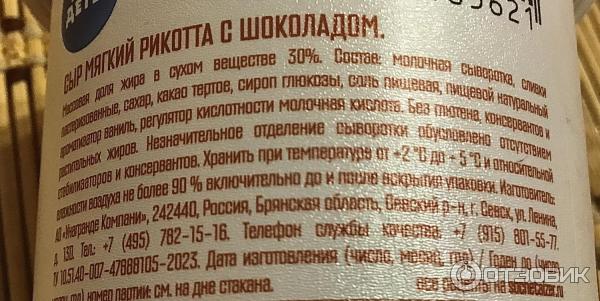 ДЕТЕ
03621
СЫР МЯГКИЙ РИКОТТА С ШОКОЛАДОМ.
Массовая доля жира в сухом веществе 30%. Состав: молочная сыворотка, сливки
пастеризованные, сахар, какао тертое, сироп глюкозы, соль пищевая, пищевой натуральный
ароматизатор ваниль, регулятор кислотности молочная кислота. Без глютена, консервантов и
растительных жиров. Незначительное отделение сыворотки обусловлено отсутствием
стабилизаторов и консервантов. Хранить при температуре от +2 °С до + 5 °С и относительной
влажности воздуха не более 90 % включительно до и после вскрытия упаковки. Изготовитель:
АО «Умалат», 242440, Россия, Брянская область, Севский р-н, г. Севск, ул. Ленина,
д. 130. Тел.: +7 (495) 782-15-16. Телефон службы качества: +7 (915) 801-55-77.
ТУ 10.51.40-007-47888105-2023. Дата изготовления (число, месяц, год) / Годен до (число
номер партии: см. на дне стакана.
ОТЗОВИК